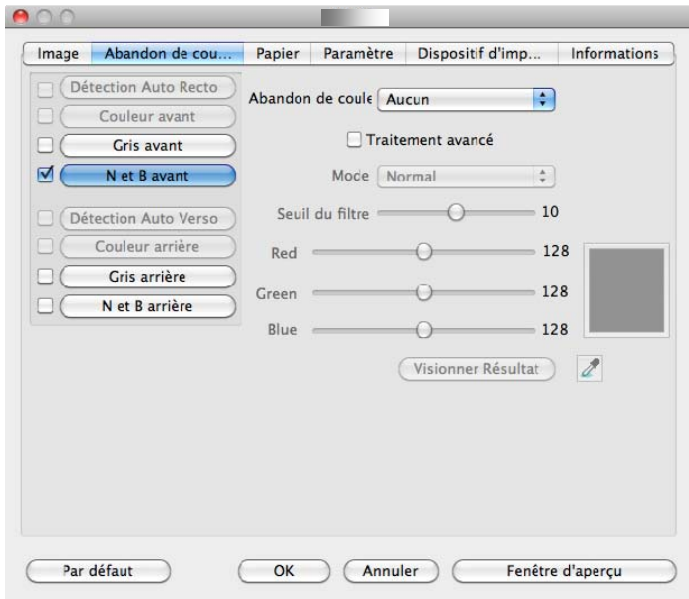 Image Abandon de cou... Papier Paramètre Dispositif d'imp... Informations
Détection Auto Recto
Couleur avant
Gris avant
N et B avant
Détection Auto Verso
Couleur arrière
Gris arrière
N et B arrière
Abandon de coule Aucun
Traitement avancé
Mode Normal
Seuil du filtre 10
Red 128
Green 128
Blue 128
Visionner Résultat
Par défaut OK Annuler Fenêtre d'aperçu